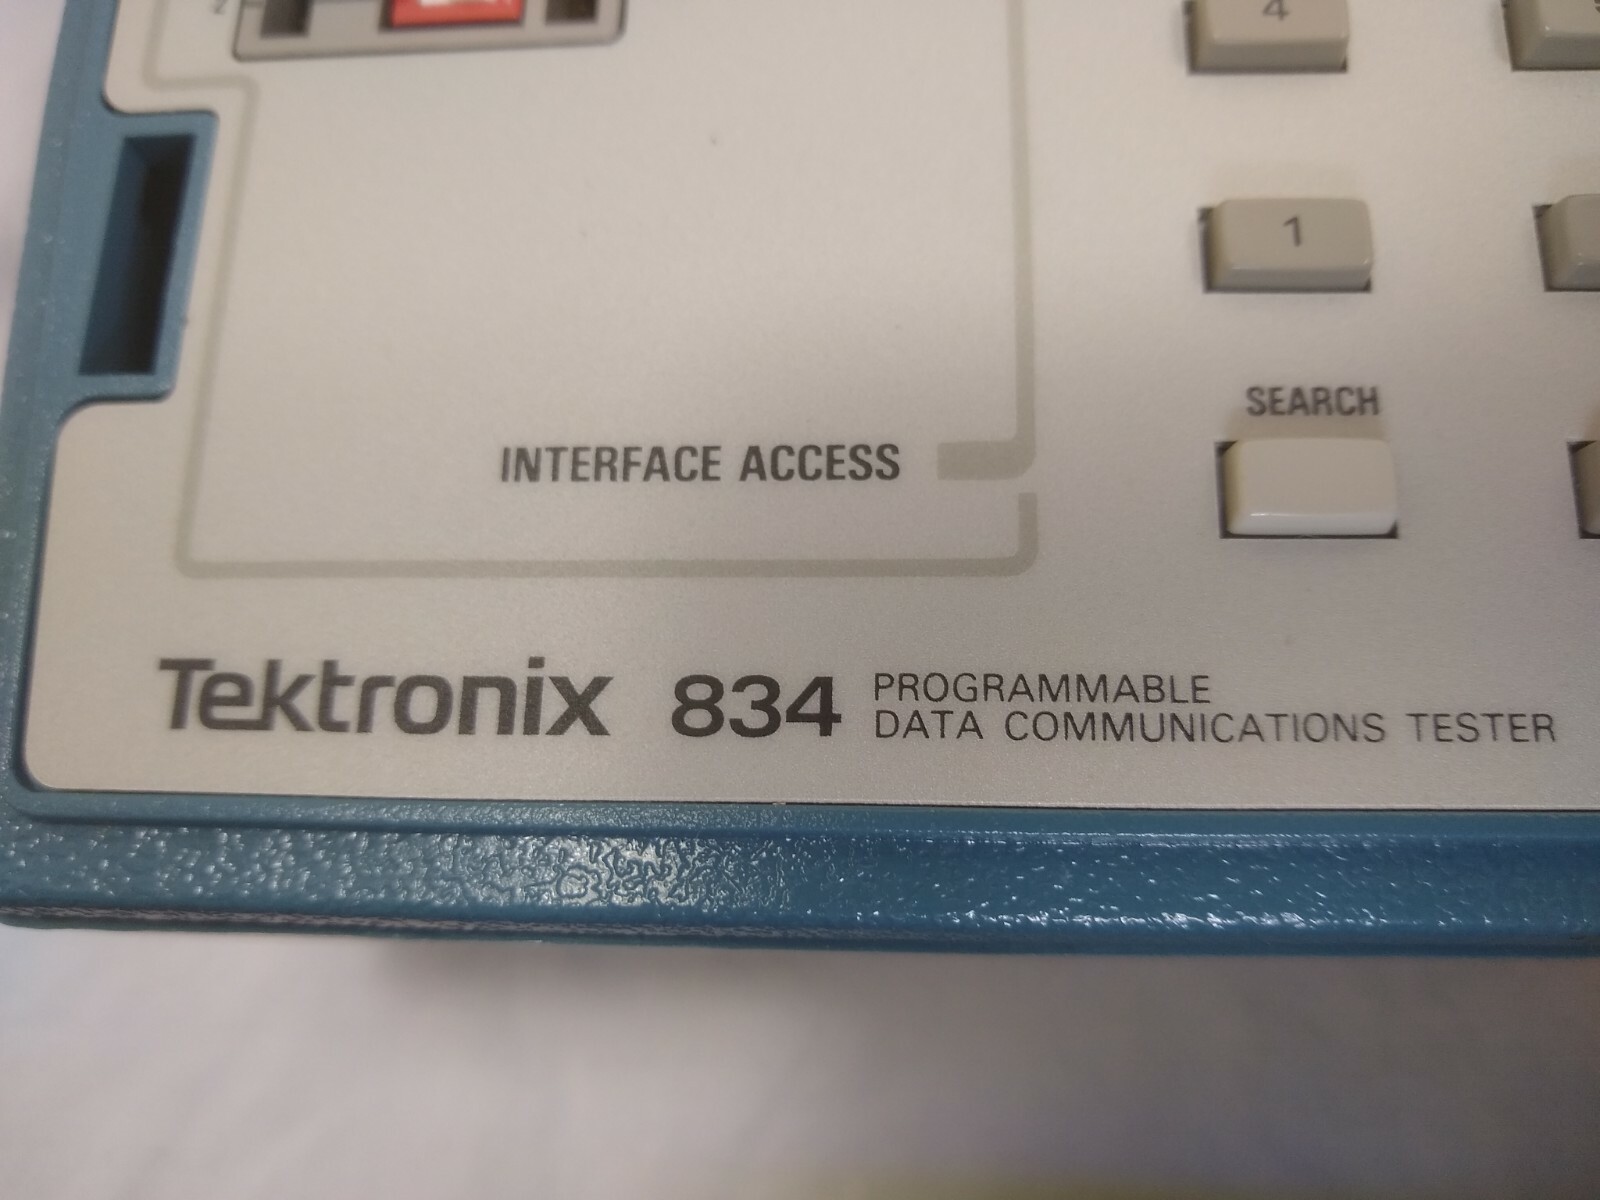 4
1
SEARCH
INTERFACE ACCESS
Tektronix 834 PROGRAMMABLE
DATA COMMUNICATIONS TESTER